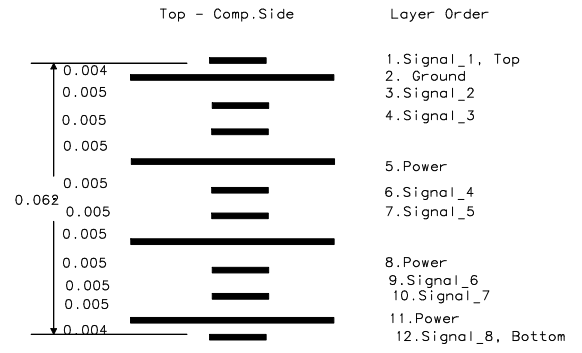 Top - Comp.Side
Layer Order
1.Signal_1, Top
0.004
2. Ground
0.005
3.Signal_2
0.005
4.Signal_3
0.005
5.Power
0.005
6.Signal_4
0.062
0.005
7.Signal_5
0.005
0.005
8.Power
0.005
9.Signal_6
10.Signal_7
0.005
11.Power
0.004
12.Signal_8, Bottom